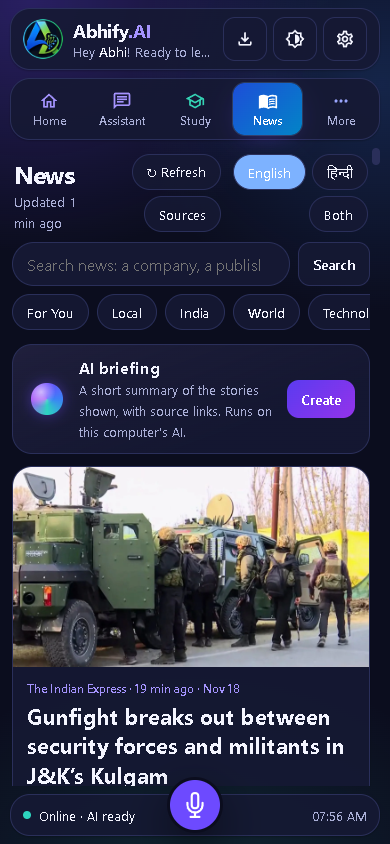 Abhify.AI
Hey Abhi! Ready to le...
Home
Assistant
Study
News
More
News
Updated 1
min ago
↻ Refresh
English
हिन्दी
Sources
Both
Search news: a company, a publisl
Search
For You
Local
India
World
Technol
AI briefing
A short summary of the stories
shown, with source links. Runs on
this computer's AI.
Create
The Indian Express · 19 min ago · Nov 18
Gunfight breaks out between
security forces and militants in
J&K’s Kulgam
Online · AI ready
07:56 AM